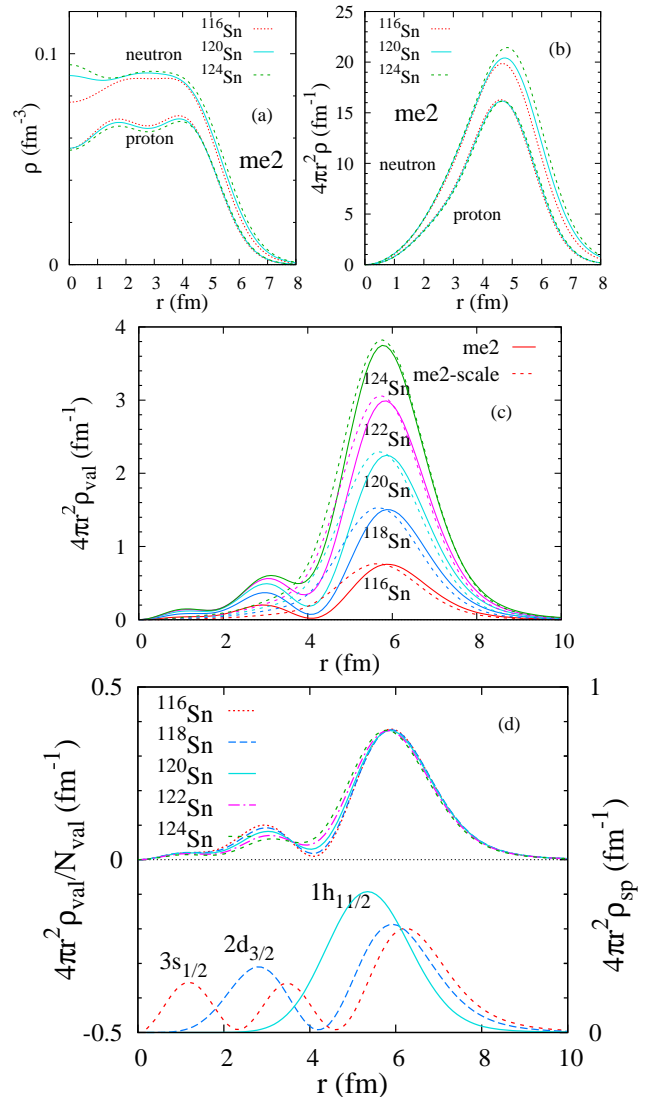 ¹¹⁶Sn
¹²⁰Sn
¹²⁴Sn
neutron
(a)
proton
me2
0.1
0
ρ (fm⁻³)
0 1 2 3 4 5 6 7 8
r (fm)
¹¹⁶Sn
¹²⁰Sn
¹²⁴Sn
(b)
me2
neutron
proton
25
20
15
10
5
0
4πr²ρ (fm⁻¹)
0 1 2 3 4 5 6 7 8
r (fm)
me2
me2-scale
(c)
¹²⁴Sn
¹²²Sn
¹²⁰Sn
¹¹⁸Sn
¹¹⁶Sn
4
3
2
1
0
4πr²ρ_val (fm⁻¹)
0 2 4 6 8 10
r (fm)
¹¹⁶Sn
¹¹⁸Sn
¹²⁰Sn
¹²²Sn
¹²⁴Sn
(d)
0.5
0
-0.5
4πr²ρ_val/N_val (fm⁻¹)
1
0
4πr²ρ_sp (fm⁻¹)
1h₁₁/₂
2d₃/₂
3s₁/₂
0 2 4 6 8 10
r (fm)